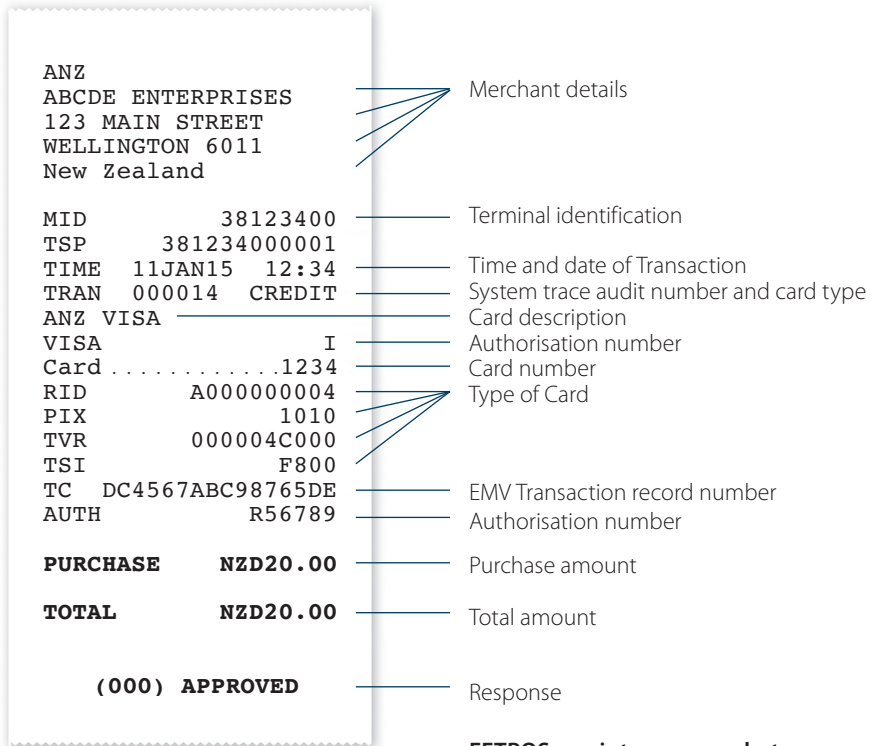 ANZ
ABCDE ENTERPRISES
123 MAIN STREET
WELLINGTON 6011
New Zealand
Merchant details
MID 38123400
Terminal identification
TSP 381234000001
TIME 11JAN15 12:34
Time and date of Transaction
TRAN 000014 CREDIT
System trace audit number and card type
ANZ VISA
Card description
VISA I
Authorisation number
Card ............1234
Card number
RID A000000004
Type of Card
PIX 1010
TVR 000004C000
TSI F800
TC DC4567ABC98765DE
EMV Transaction record number
AUTH R56789
Authorisation number
PURCHASE NZD20.00
Purchase amount
TOTAL NZD20.00
Total amount
(000) APPROVED
Response